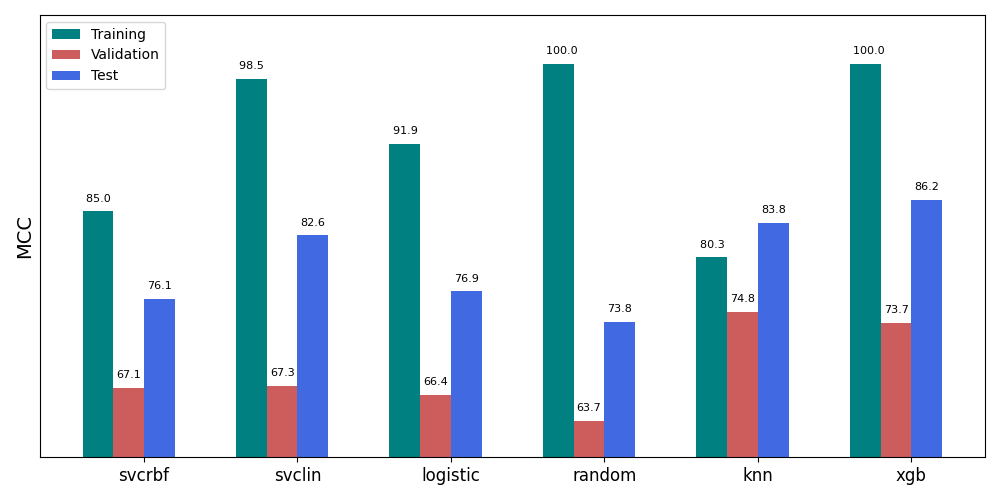 Training
Validation
Test
MCC
85.0
67.1
76.1
98.5
67.3
82.6
91.9
66.4
76.9
100.0
63.7
73.8
80.3
74.8
83.8
100.0
73.7
86.2
svcrbf
svclin
logistic
random
knn
xgb